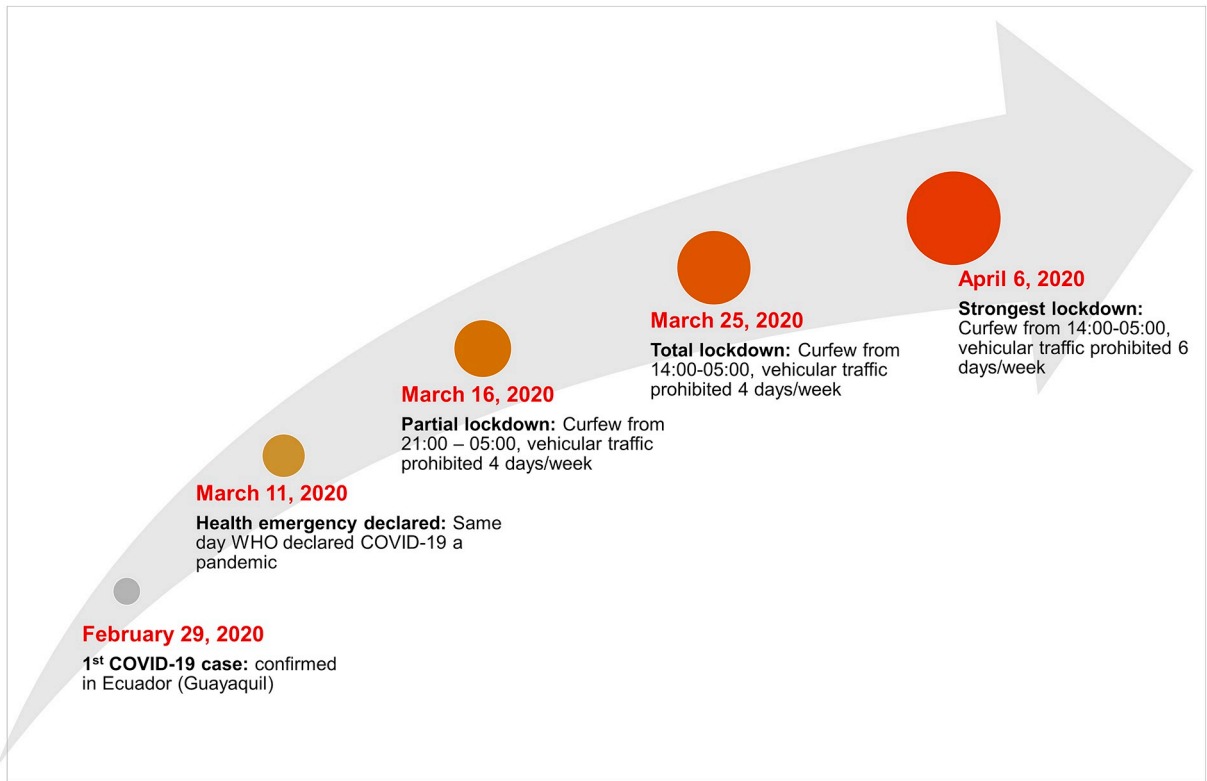 February 29, 2020
1st COVID-19 case: confirmed
in Ecuador (Guayaquil)
March 11, 2020
Health emergency declared: Same
day WHO declared COVID-19 a
pandemic
March 16, 2020
Partial lockdown: Curfew from
21:00 – 05:00, vehicular traffic
prohibited 4 days/week
March 25, 2020
Total lockdown: Curfew from
14:00-05:00, vehicular traffic
prohibited 4 days/week
April 6, 2020
Strongest lockdown:
Curfew from 14:00-05:00,
vehicular traffic prohibited 6
days/week